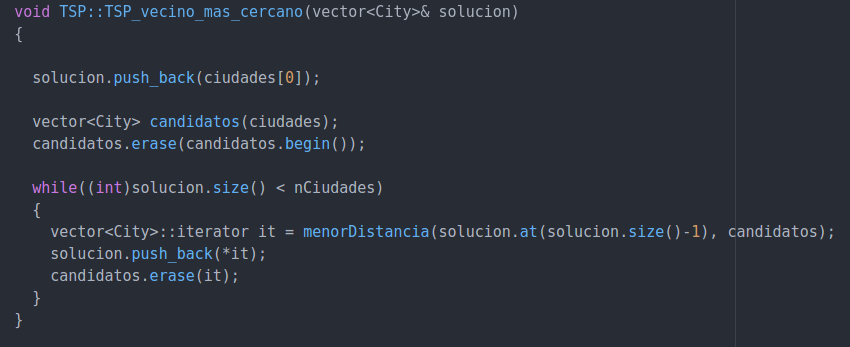 void TSP::TSP_vecino_mas_cercano(vector<City>& solucion)
{
solucion.push_back(ciudades[0]);
vector<City> candidatos(ciudades);
candidatos.erase(candidatos.begin());
while((int)solucion.size() < nCiudades)
{
vector<City>::iterator it = menorDistancia(solucion.at(solucion.size()-1), candidatos);
solucion.push_back(*it);
candidatos.erase(it);
}
}